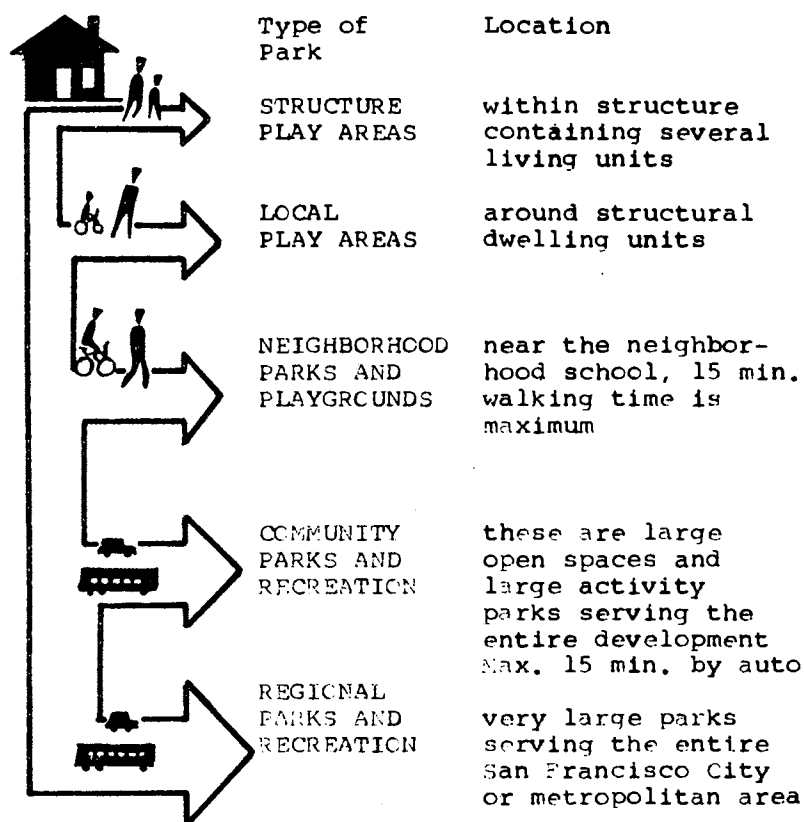 Type of Park
Location
STRUCTURE
PLAY AREAS
within structure
containing several
living units
LOCAL
PLAY AREAS
around structural
dwelling units
NEIGHBORHOOD
PARKS AND
PLAYGROUNDS
near the neighbor-
hood school, 15 min.
walking time is
maximum
COMMUNITY
PARKS AND
RECREATION
these are large
open spaces and
large activity
parks serving the
entire development
Max. 15 min. by auto
REGIONAL
PARKS AND
RECREATION
very large parks
serving the entire
San Francisco City
or metropolitan area